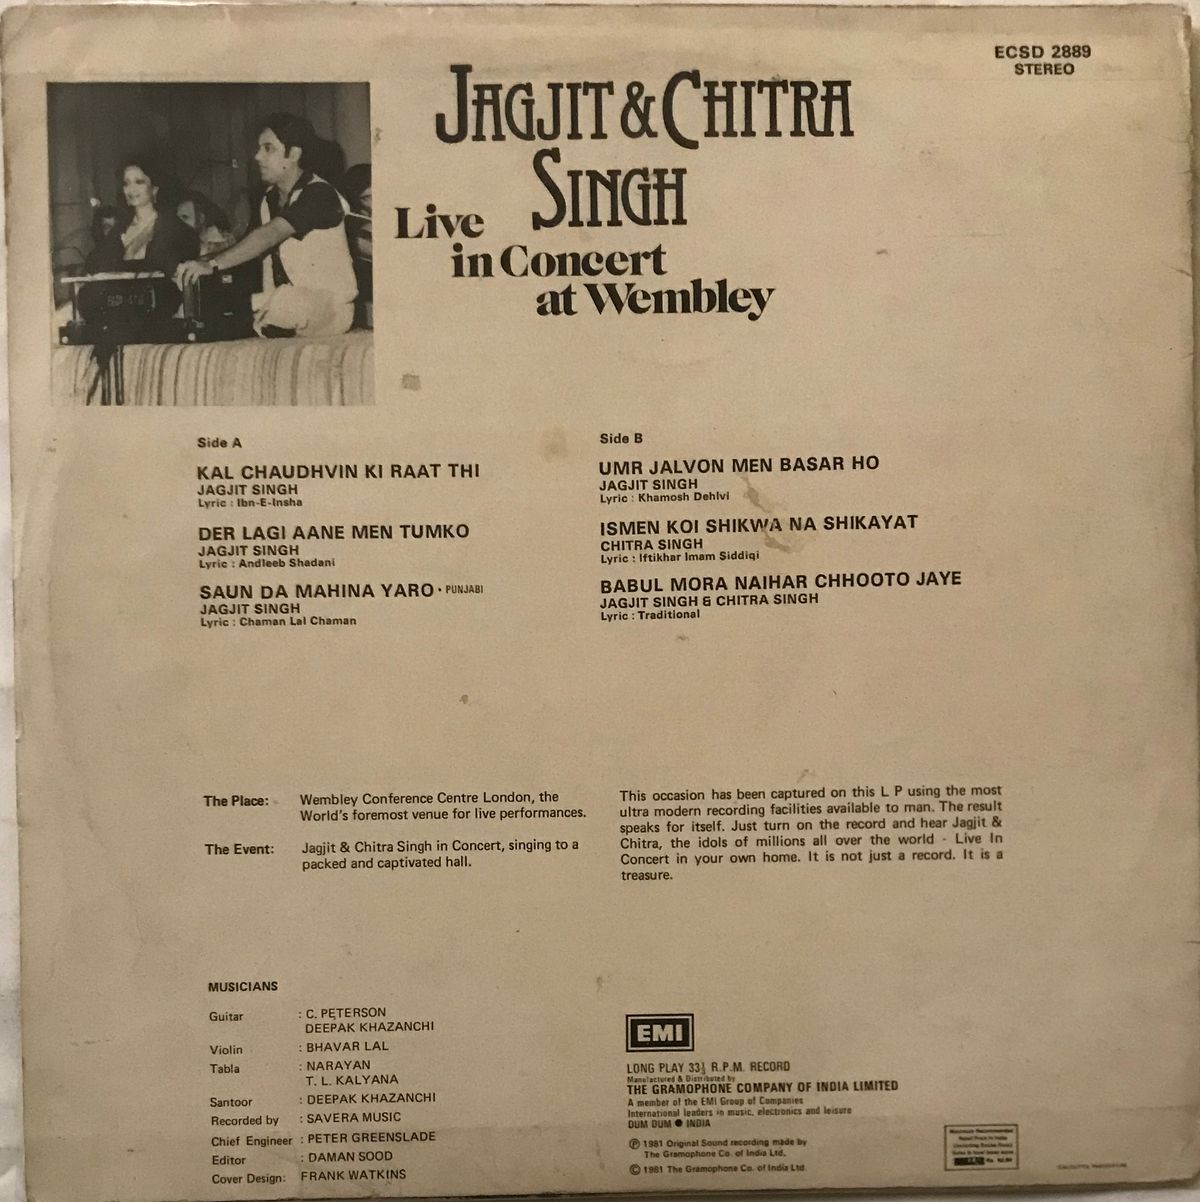 ECSD 2889
STEREO
JAGJIT & CHITRA
SINGH
Live
in Concert
at Wembley
Side A
KAL CHAUDHVIN KI RAAT THI
JAGJIT SINGH
Lyric : Ibn-E-Insha
DER LAGI AANE MEN TUMKO
JAGJIT SINGH
Lyric : Andleeb Shadani
SAUN DA MAHINA YARO • PUNJABI
JAGJIT SINGH
Lyric : Chaman Lal Chaman
Side B
UMR JALVON MEN BASAR HO
JAGJIT SINGH
Lyric : Khamosh Dehlvi
ISMEN KOI SHIKWA NA SHIKAYAT
CHITRA SINGH
Lyric : Iftikhar Imam Siddiqi
BABUL MORA NAIHAR CHHOOTO JAYE
JAGJIT SINGH & CHITRA SINGH
Lyric : Traditional
The Place: Wembley Conference Centre London, the
World's foremost venue for live performances.
The Event: Jagjit & Chitra Singh in Concert, singing to a
packed and captivated hall.
This occasion has been captured on this L P using the most
ultra modern recording facilities available to man. The result
speaks for itself. Just turn on the record and hear Jagjit &
Chitra, the idols of millions all over the world - Live In
Concert in your own home. It is not just a record. It is a
treasure.
MUSICIANS
Guitar : C. PETERSON
DEEPAK KHAZANCHI
Violin : BHAVAR LAL
Tabla : NARAYAN
T. L. KALYANA
Santoor : DEEPAK KHAZANCHI
Recorded by : SAVERA MUSIC
Chief Engineer : PETER GREENSLADE
Editor : DAMAN SOOD
Cover Design: FRANK WATKINS
EMI
LONG PLAY 33⅓ R.P.M. RECORD
Manufactured & Distributed by
THE GRAMOPHONE COMPANY OF INDIA LIMITED
A member of the EMI Group of Companies
International leaders in music, electronics and leisure
DUM DUM ● INDIA
℗ 1981 Original Sound recording made by
The Gramophone Co. of India Ltd.
© 1981 The Gramophone Co. of India Ltd.
Maximum Recommended
Retail Price in India